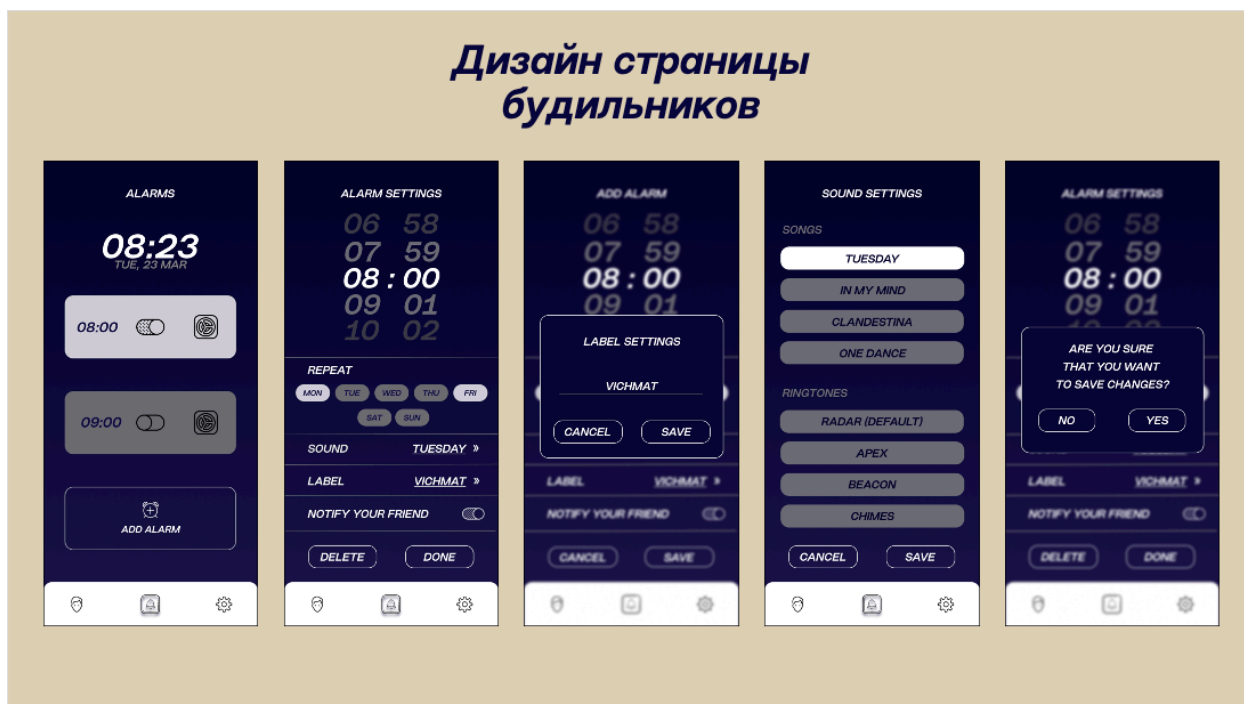 Дизайн страницы
будильников
ALARMS
08:23
TUE, 23 MAR
08:00
09:00
ADD ALARM
ALARM SETTINGS
06 58
07 59
08 : 00
09 01
10 02
REPEAT
MON TUE WED THU FRI
SAT SUN
SOUND TUESDAY »
LABEL VICHMAT »
NOTIFY YOUR FRIEND
DELETE DONE
ADD ALARM
06 58
07 59
08 : 00
09 01
LABEL SETTINGS
VICHMAT
CANCEL SAVE
LABEL VICHMAT »
NOTIFY YOUR FRIEND
CANCEL SAVE
SOUND SETTINGS
SONGS
TUESDAY
IN MY MIND
CLANDESTINA
ONE DANCE
RINGTONES
RADAR (DEFAULT)
APEX
BEACON
CHIMES
CANCEL SAVE
ALARM SETTINGS
06 58
07 59
08 : 00
09 01
10 02
ARE YOU SURE
THAT YOU WANT
TO SAVE CHANGES?
NO YES
LABEL VICHMAT »
NOTIFY YOUR FRIEND
DELETE DONE